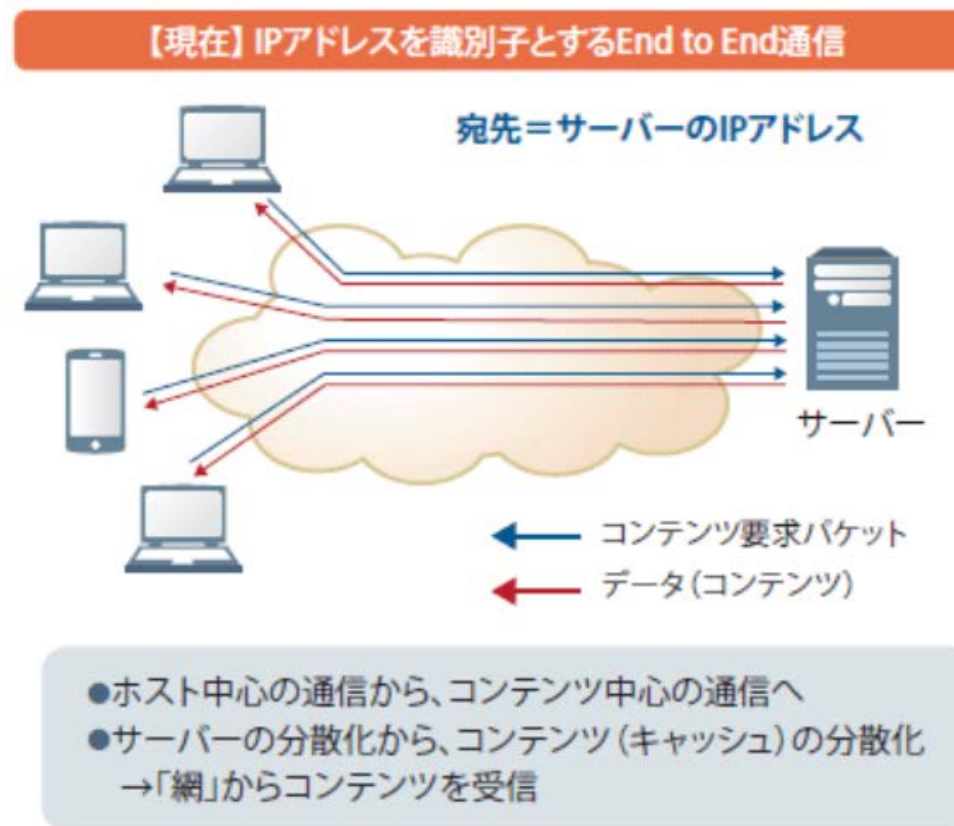 【現在】IPアドレスを識別子とするEnd to End通信
宛先＝サーバーのIPアドレス
サーバー
コンテンツ要求パケット
データ（コンテンツ）
●ホスト中心の通信から、コンテンツ中心の通信へ
●サーバーの分散化から、コンテンツ（キャッシュ）の分散化
→「網」からコンテンツを受信